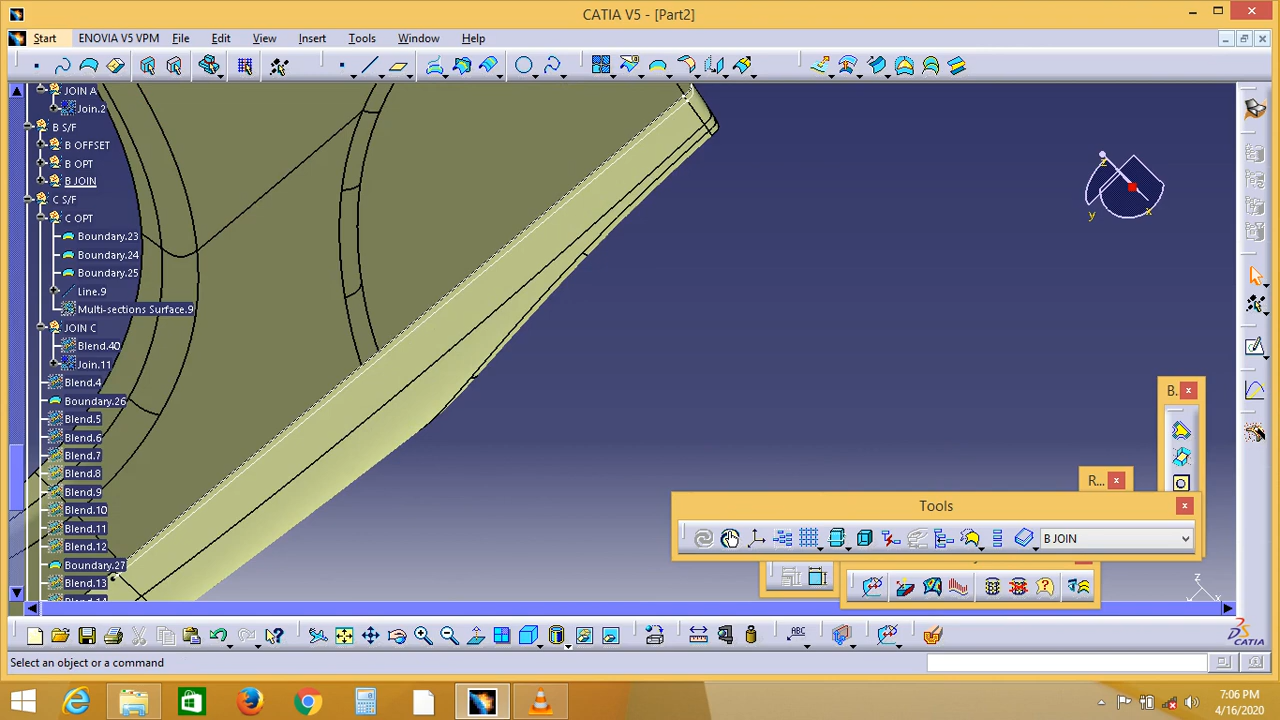 CATIA V5 - [Part2]
Start
ENOVIA V5 VPM
File
Edit
View
Insert
Tools
Window
Help
JOIN A
Join.2
B S/F
B OFFSET
B OPT
B JOIN
C S/F
C OPT
Boundary.23
Boundary.24
Boundary.25
Line.9
Multi-sections Surface.9
JOIN C
Blend.40
Join.11
Blend.4
Boundary.26
Blend.5
Blend.6
Blend.7
Blend.8
Blend.9
Blend.10
Blend.11
Blend.12
Boundary.27
Blend.13
z
y
x
B.
R...
Tools
B JOIN
z
x
ABC
CATIA
Select an object or a command
7:06 PM
4/16/2020